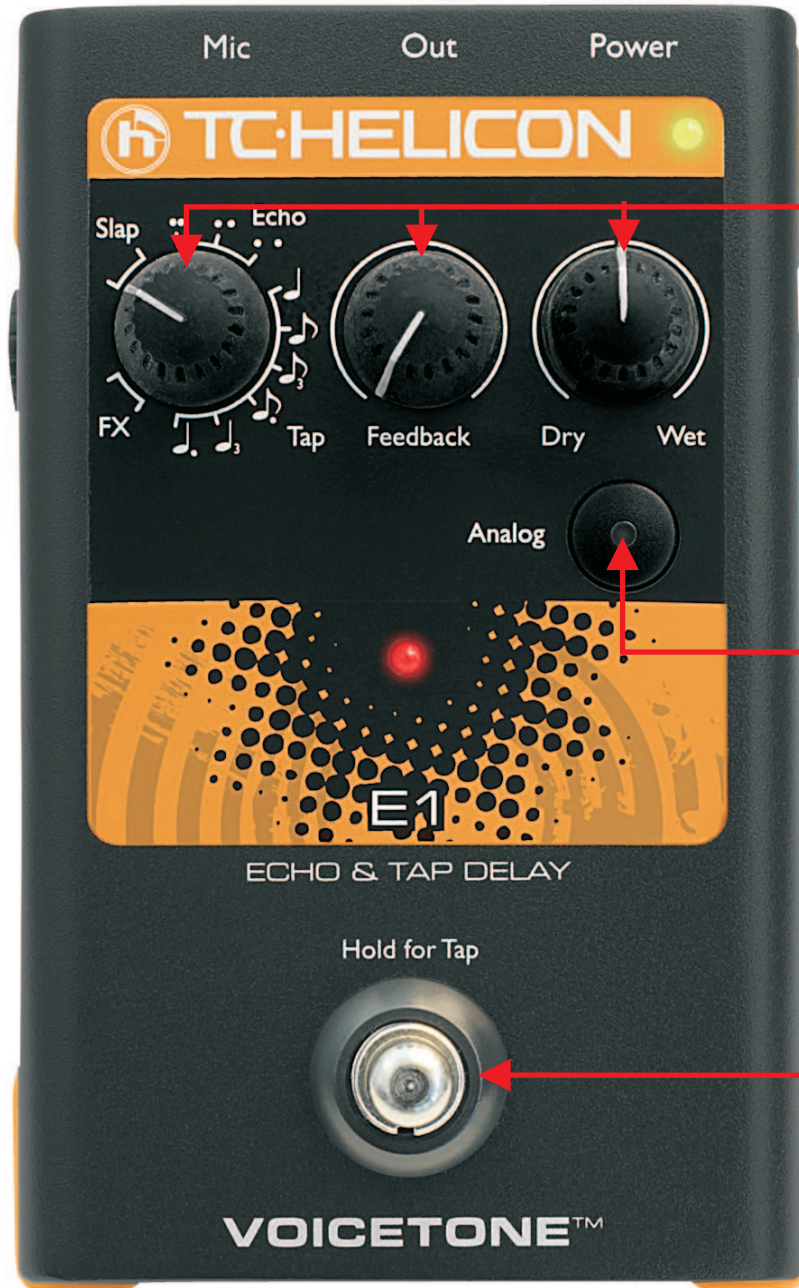 Mic Out Power
TC·HELICON
Slap Echo
FX Tap Feedback Dry Wet
Analog
E1
ECHO & TAP DELAY
Hold for Tap
VOICETONE™